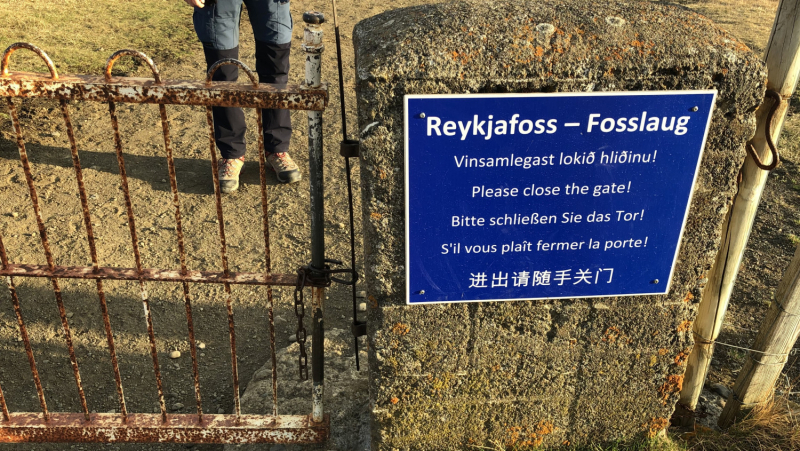 Reykjafoss – Fosslaug
Vinsamlegast lokið hliðinu!
Please close the gate!
Bitte schließen Sie das Tor!
S'il vous plaît fermer la porte!
进出请随手关门